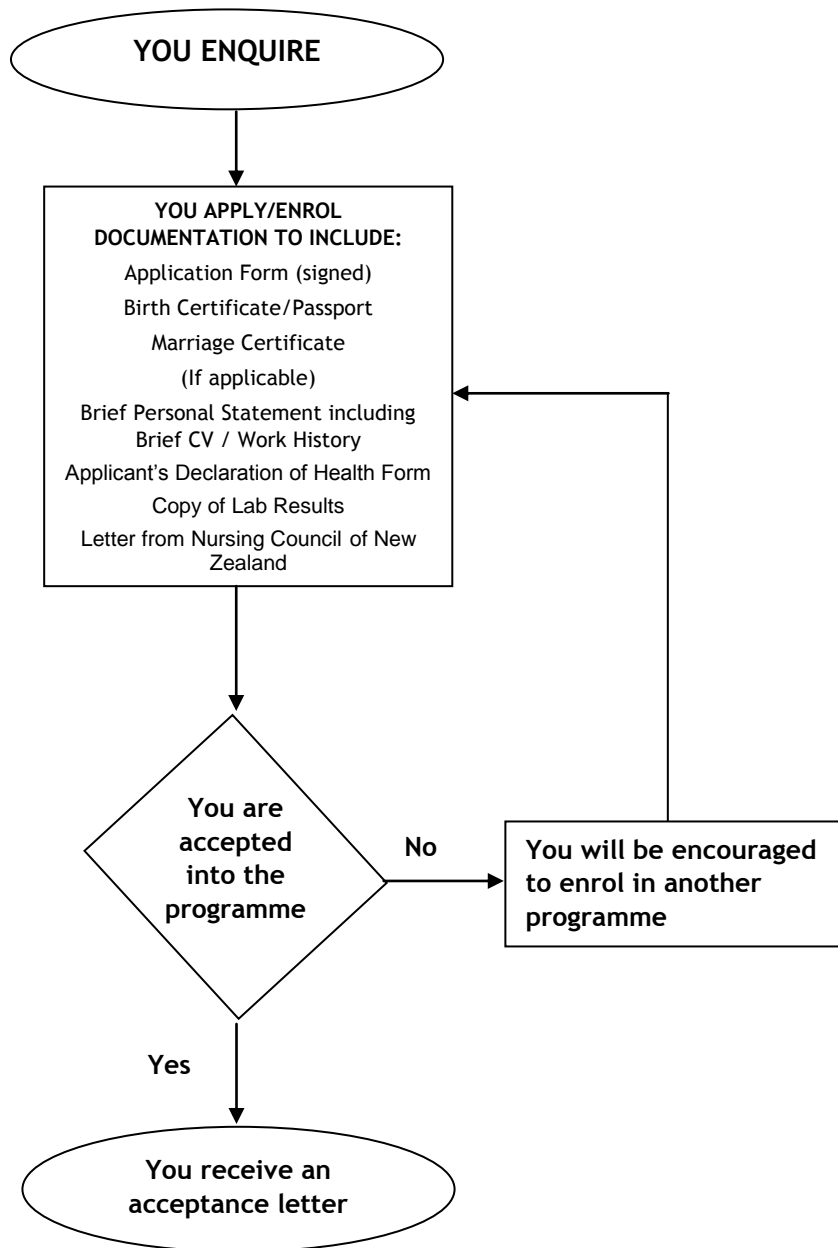 YOU ENQUIRE
YOU APPLY/ENROL
DOCUMENTATION TO INCLUDE:
Application Form (signed)
Birth Certificate/Passport
Marriage Certificate
(If applicable)
Brief Personal Statement including
Brief CV / Work History
Applicant's Declaration of Health Form
Copy of Lab Results
Letter from Nursing Council of New
Zealand
You are
accepted
into the
programme
No
You will be encouraged
to enrol in another
programme
Yes
You receive an
acceptance letter